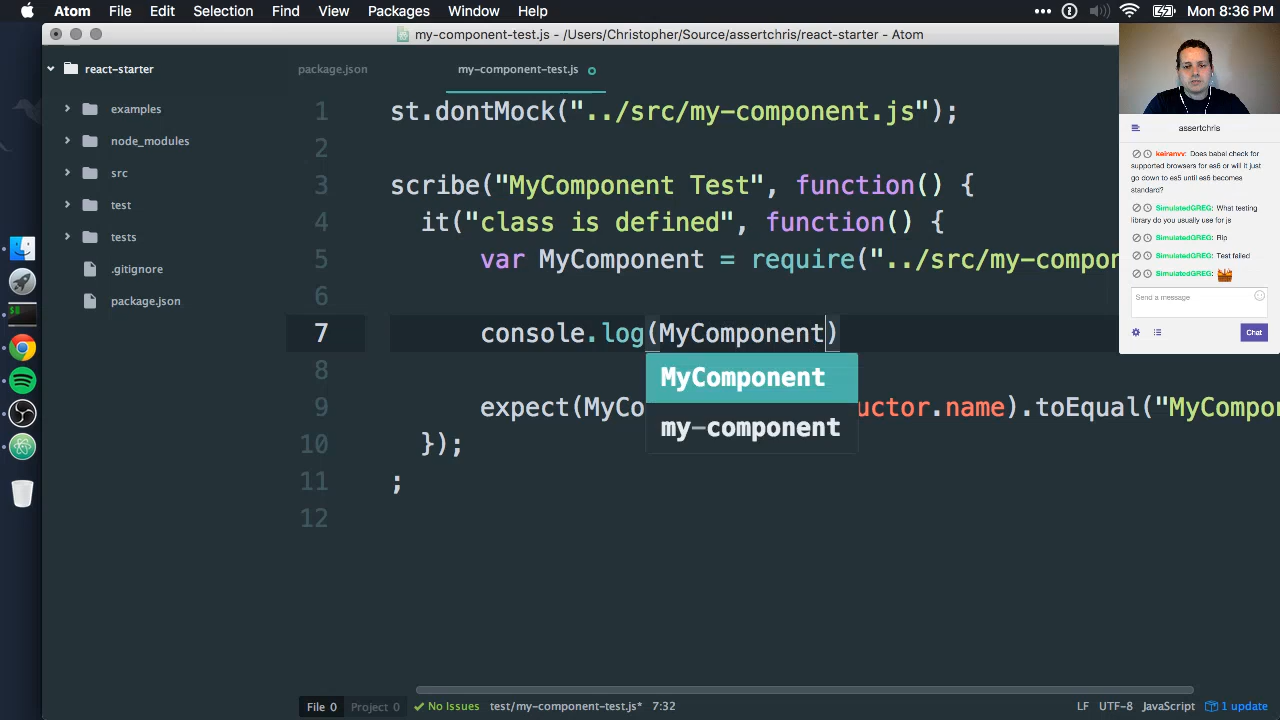 Atom File Edit Selection Find View Packages Window Help
Mon 8:36 PM
my-component-test.js - /Users/Christopher/Source/assertchris/react-starter - Atom
react-starter
package.json
my-component-test.js
examples
node_modules
src
test
tests
.gitignore
package.json
1 st.dontMock("../src/my-component.js");
2
3 scribe("MyComponent Test", function() {
4 it("class is defined", function() {
5 var MyComponent = require("../src/my-compor
6
7 console.log(MyComponent)
MyComponent
8
9 expect(MyCo uctor.name).toEqual("MyCompon
my-component
10 });
11 ;
12
assertchris
keiranvv: Does babal check for
supported browsers for es6 or will it just
go down to es5 until es6 becomes
standard?
SimulatedGREG: What testing
library do you usually use for js
SimulatedGREG: Rip
SimulatedGREG: Test failed
SimulatedGREG:
Send a message
Chat
File 0 Project 0 No Issues test/my-component-test.js* 7:32
LF UTF-8 JavaScript 1 update